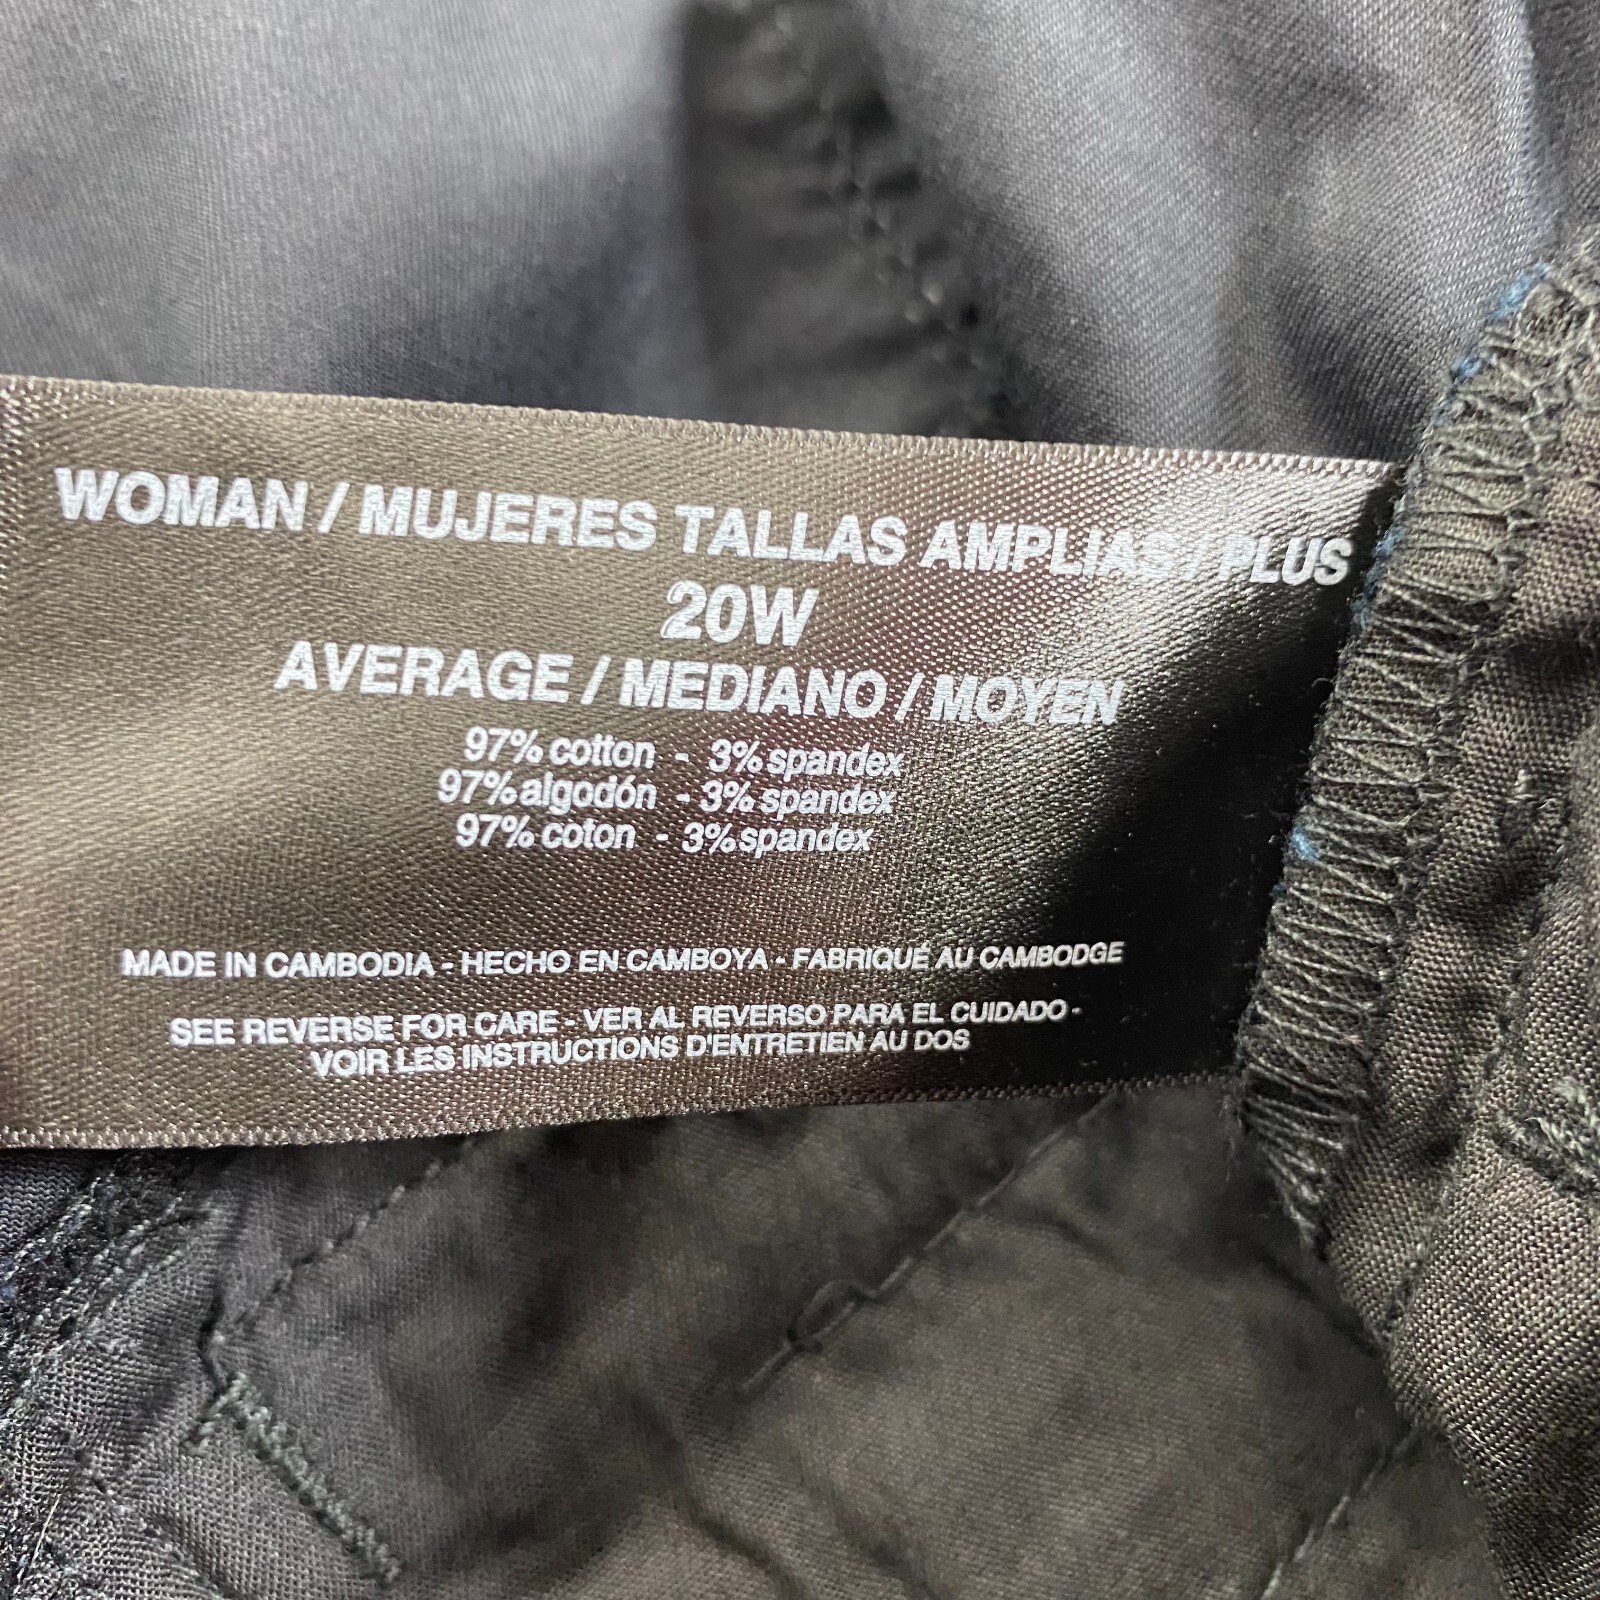 WOMAN / MUJERES TALLAS AMPLIAS / PLUS
20W
AVERAGE / MEDIANO / MOYEN
97% cotton - 3% spandex
97% algodón - 3% spandex
97% coton - 3% spandex
MADE IN CAMBODIA - HECHO EN CAMBOYA - FABRIQUÉ AU CAMBODGE
SEE REVERSE FOR CARE - VER AL REVERSO PARA EL CUIDADO -
VOIR LES INSTRUCTIONS D'ENTRETIEN AU DOS